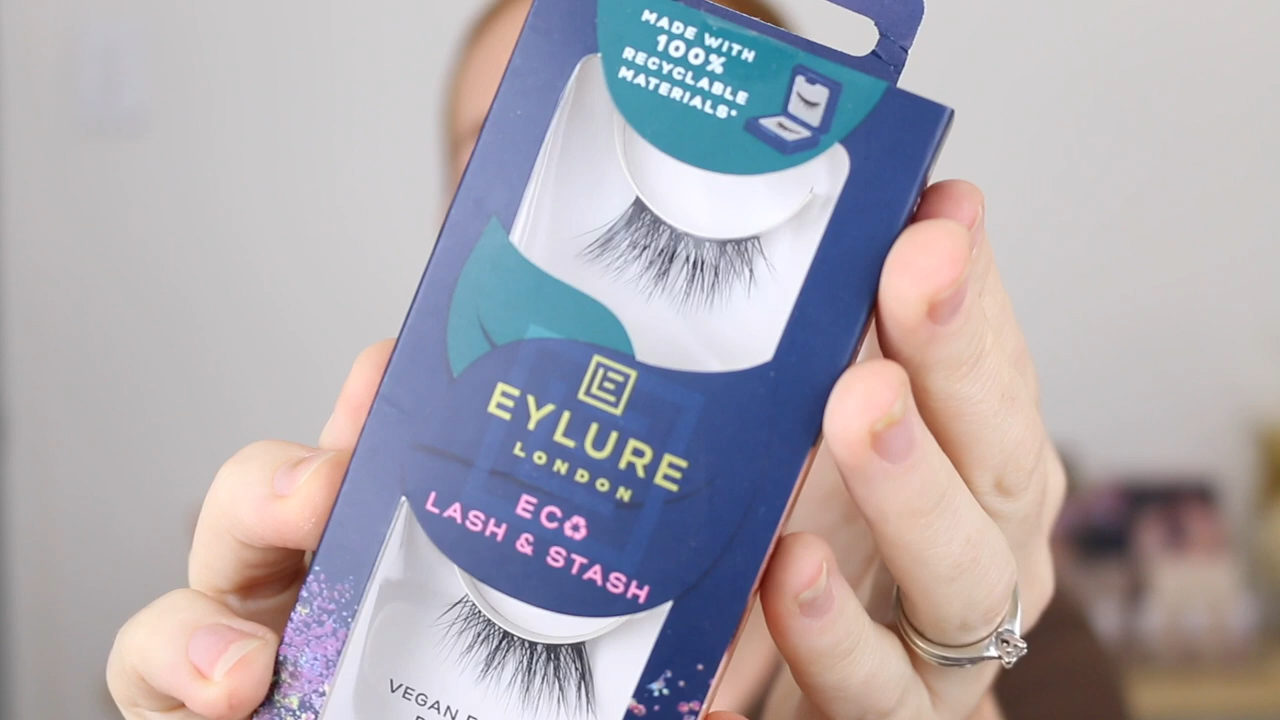 MADE WITH
100%
RECYCLABLE
MATERIALS*
E
EYLURE
LONDON
ECO
LASH & STASH
VEGAN